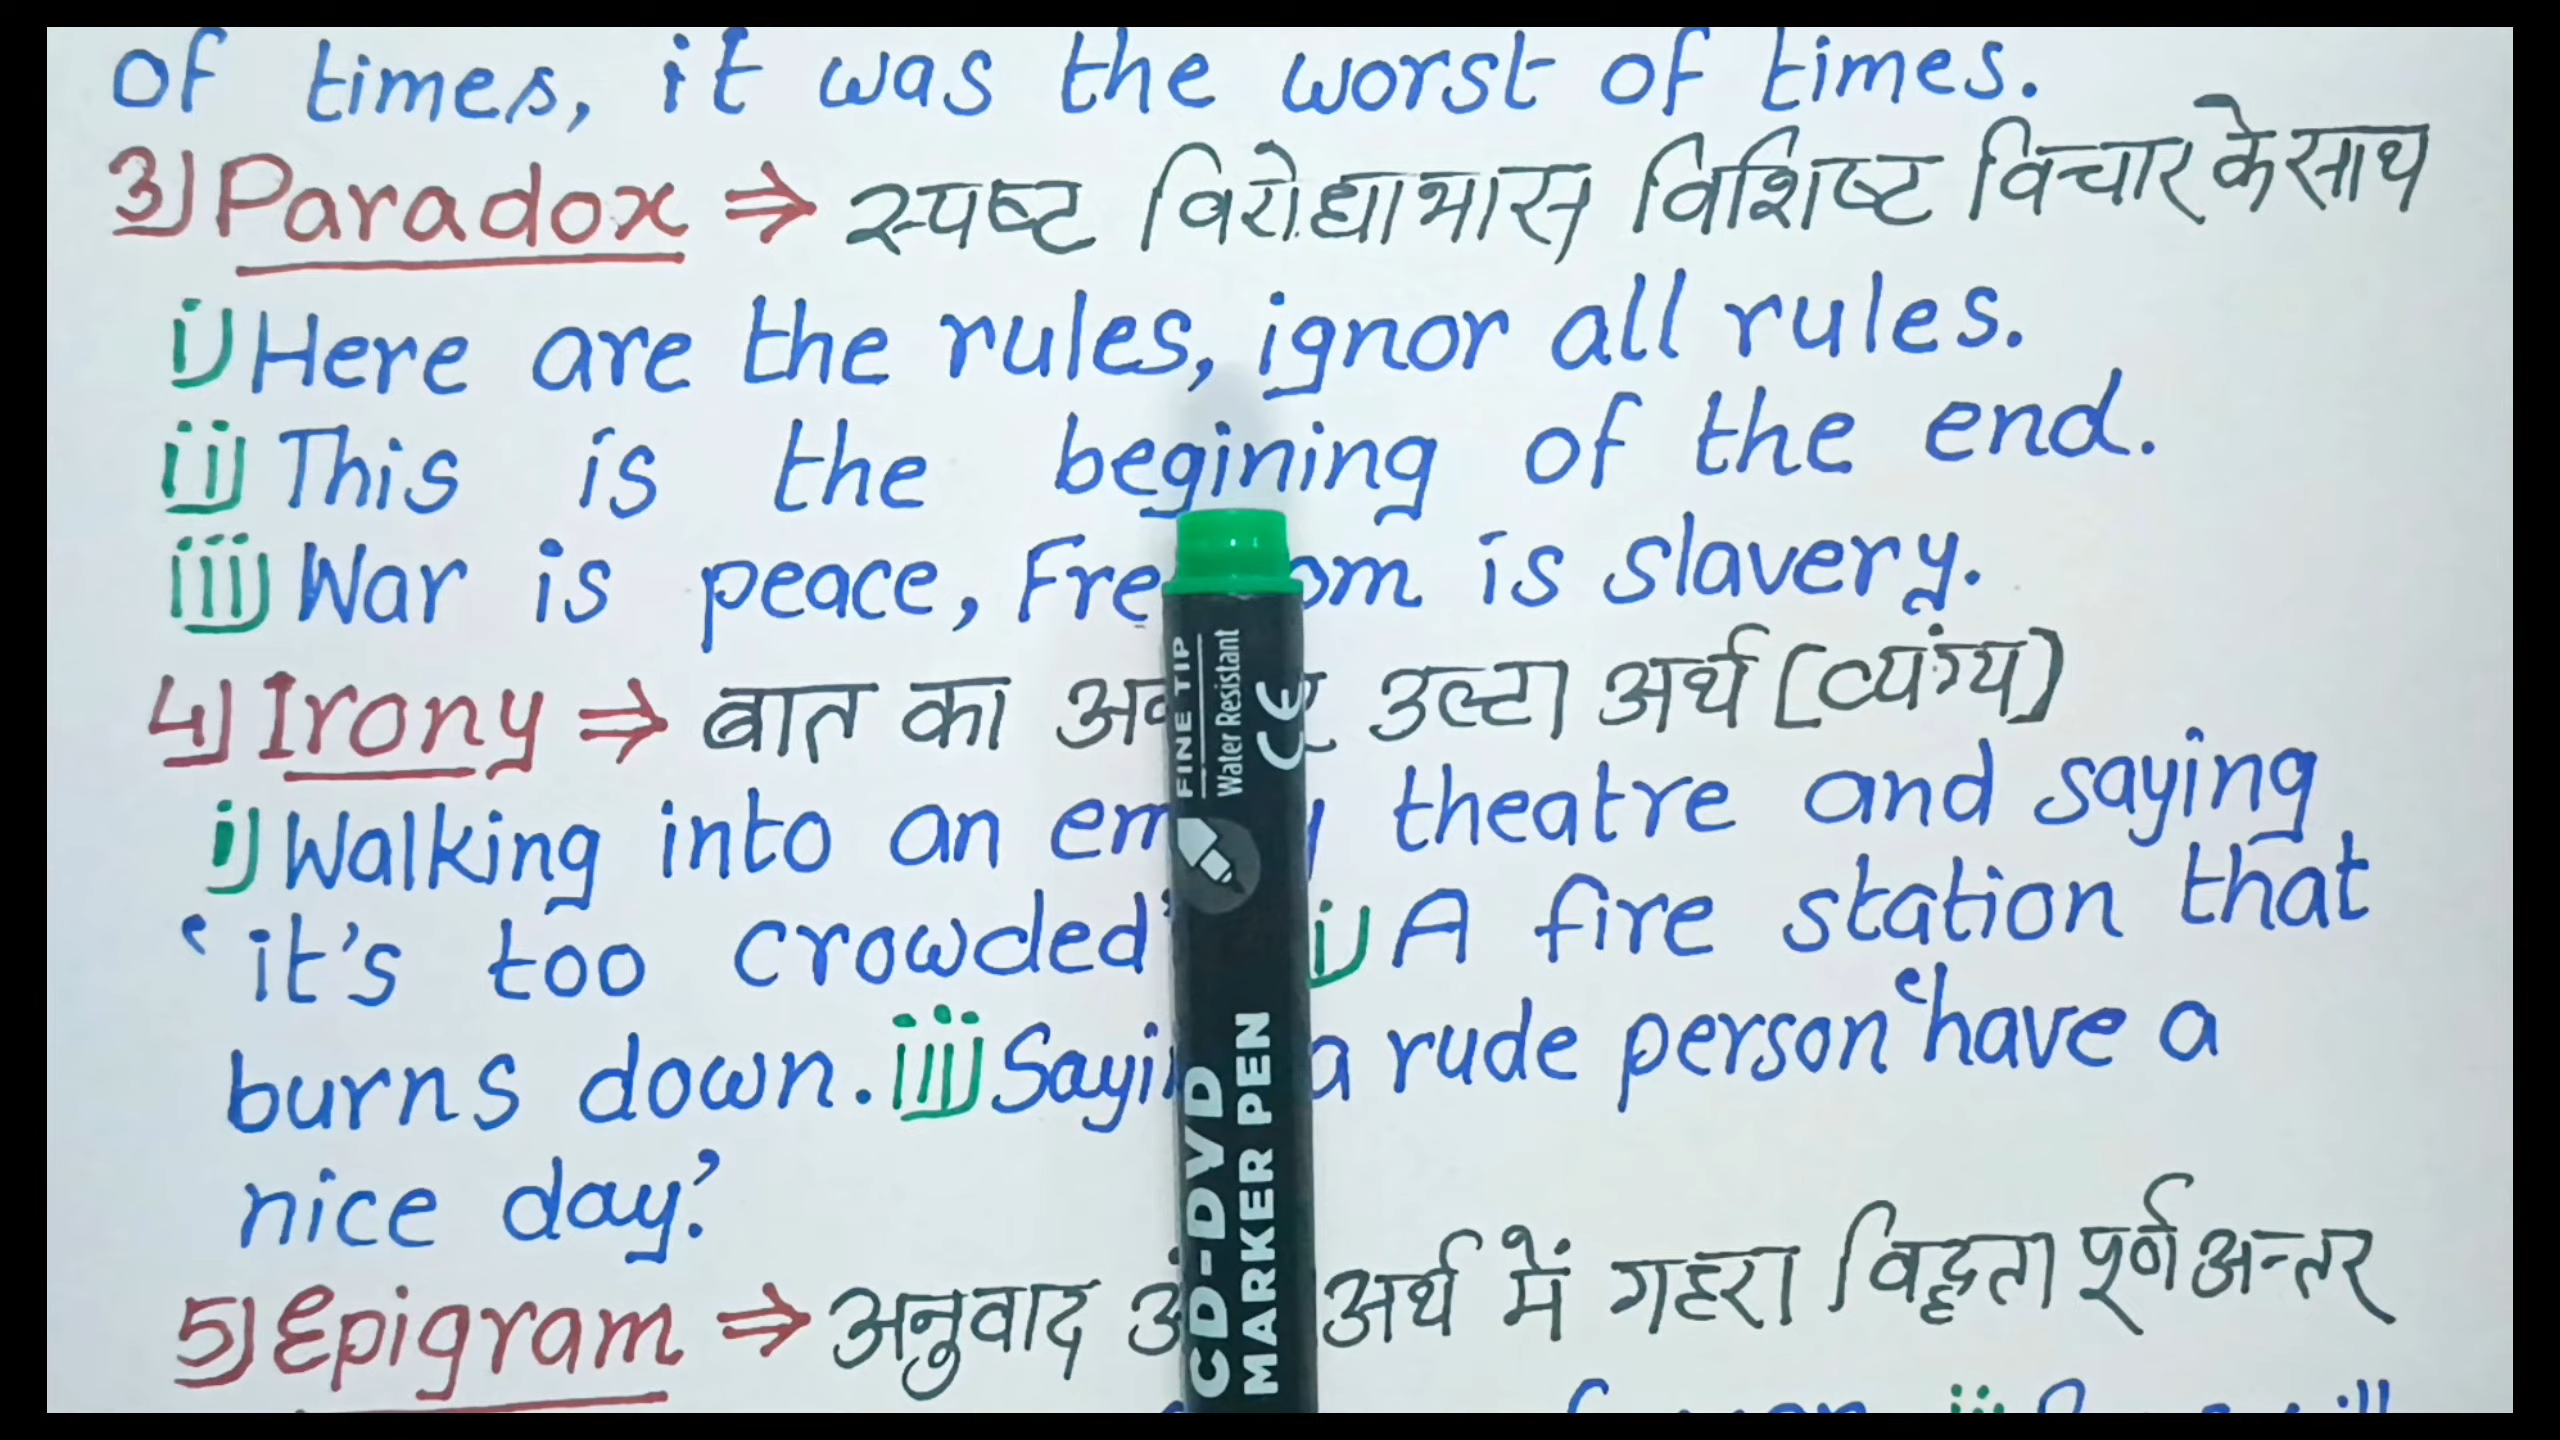 of times, it was the worst of times.
3) Paradox ⇒ स्पष्ट विरोधाभास विशिष्ट विचार के साथ
i) Here are the rules, ignor all rules.
ii) This is the begining of the end.
iii) War is peace, Fre om is slavery.
4) Irony ⇒ बात का उल्टा अर्थ (व्यंग्य)
i) Walking into an em theatre and saying
‘it's too crowded’ i) A fire station that
burns down. iii) Sayi a rude person ‘have a
nice day.’
5) Epigram ⇒ अनुवाद अर्थ में गहरा विद्वता पूर्ण अन्तर
FINE TIP
Water Resistant
CE
CD-DVD
MARKER PEN